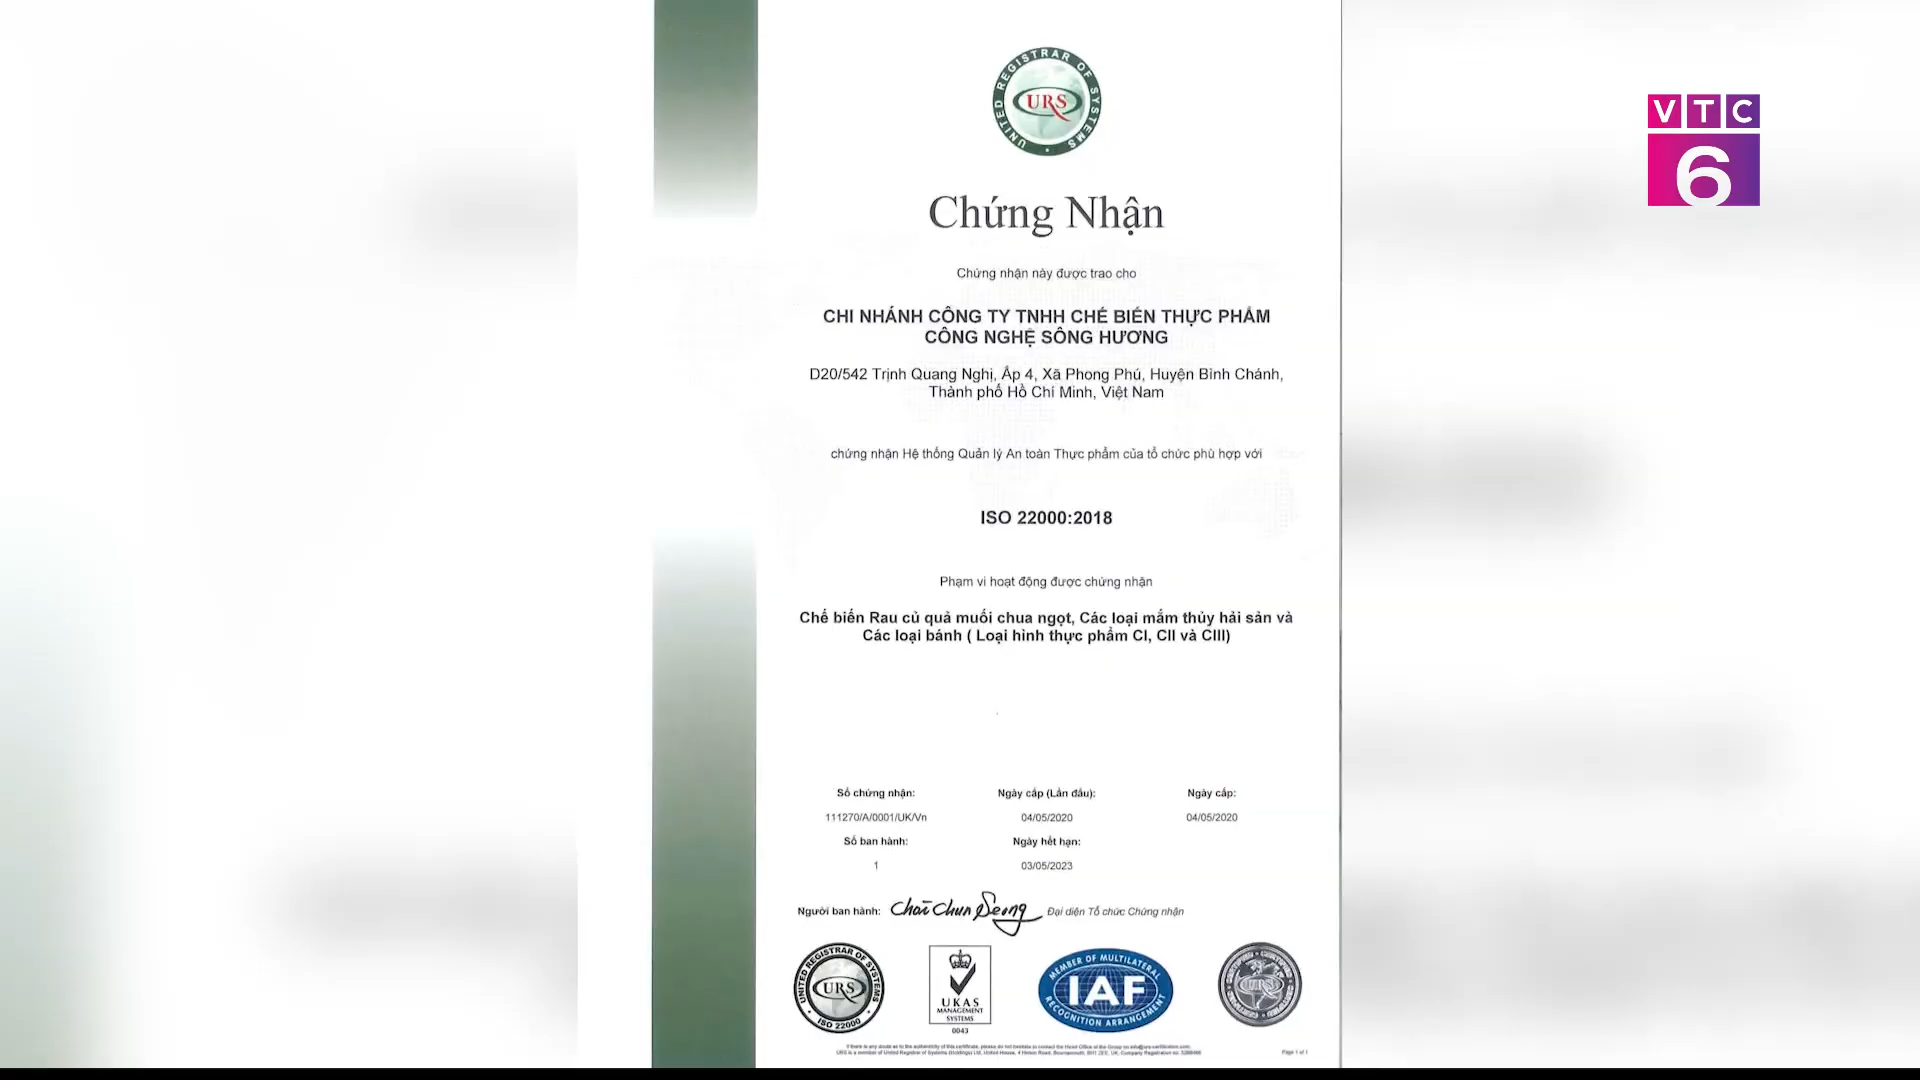 VTC
6
UNITED REGISTRAR OF SYSTEMS
URS
Chứng Nhận
Chứng nhận này được trao cho
CHI NHÁNH CÔNG TY TNHH CHẾ BIẾN THỰC PHẨM
CÔNG NGHỆ SÔNG HƯƠNG
D20/542 Trịnh Quang Nghị, Ấp 4, Xã Phong Phú, Huyện Bình Chánh,
Thành phố Hồ Chí Minh, Việt Nam
chứng nhận Hệ thống Quản lý An toàn Thực phẩm của tổ chức phù hợp với
ISO 22000:2018
Phạm vi hoạt động được chứng nhận
Chế biến Rau củ quả muối chua ngọt, Các loại mắm thủy hải sản và
Các loại bánh ( Loại hình thực phẩm CI, CII và CIII)
Số chứng nhận: Ngày cấp (Lần đầu): Ngày cấp:
111270/A/0001/UK/Vn 04/05/2020 04/05/2020
Số ban hành: Ngày hết hạn:
1 03/05/2023
Người ban hành: Choi Chun Seong Đại diện Tổ chức Chứng nhận
UNITED REGISTRAR OF SYSTEMS
URS
ISO 22000
UKAS
MANAGEMENT
SYSTEMS
0043
MEMBER OF MULTILATERAL
IAF
RECOGNITION ARRANGEMENT
URS
Page 1 of 1